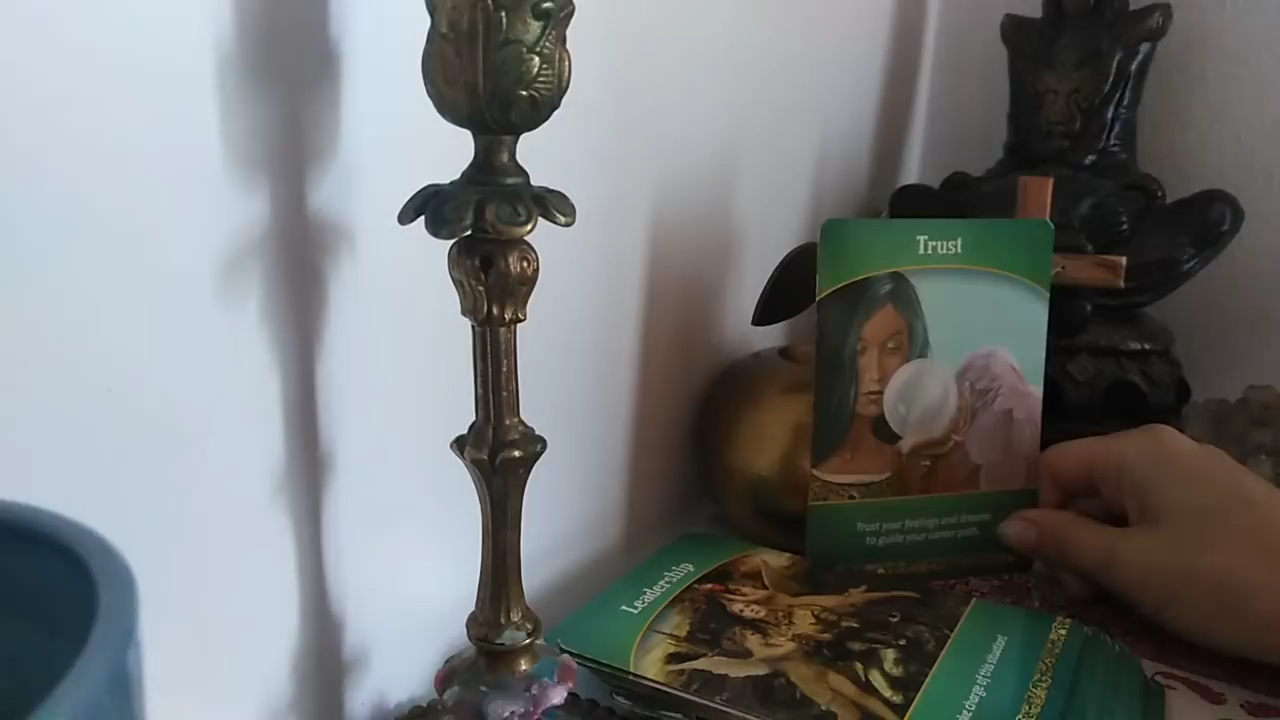 Trust
Trust your feelings and dreams
to guide your career path.
Leadership
charge of this situation!